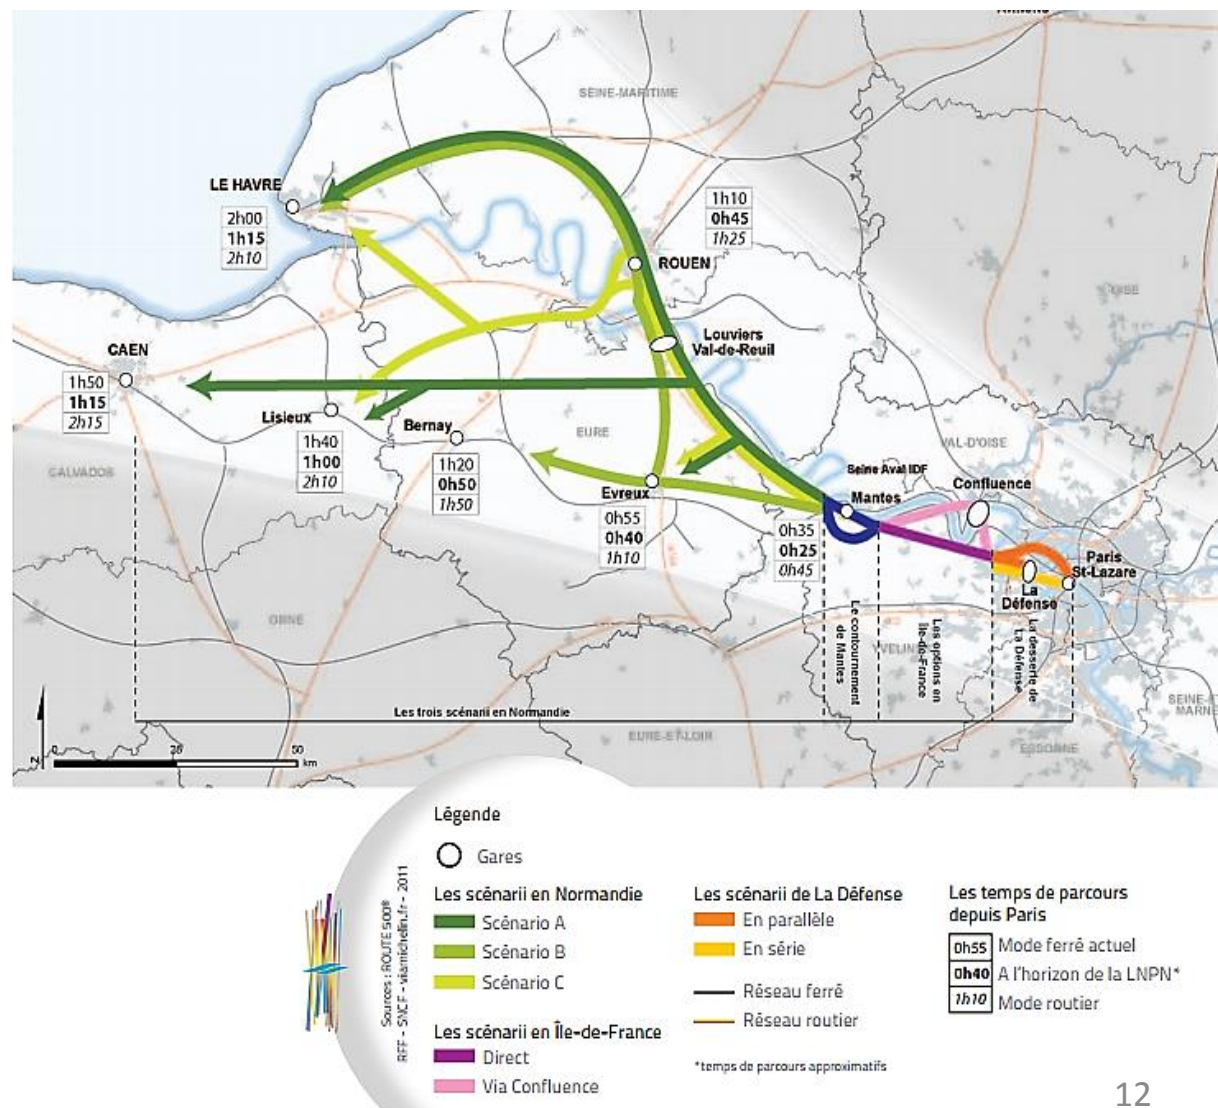 SEINE-MARITIME
LE HAVRE
2h00
1h15
2h10
1h10
0h45
1h25
ROUEN
OISE
Louviers
Val-de-Reuil
CAEN
1h50
1h15
2h15
Lisieux
1h40
1h00
2h10
Bernay
1h20
0h50
1h50
EURE
CALVADOS
VAL-D'OISE
Seine Aval IDF
Confluence
Mantes
Evreux
0h55
0h40
1h10
0h35
0h25
0h45
Paris
St-Lazare
La
Défense
ORNE
Le contournement
de Mantes
Les options en
Ile-de-France
La desserte de
La Défense
SEINE-E
MARNE
Les trois scénarii en Normandie
EURE-ET-LOIR
ESSONNE
N
0
50
km
Légende
Gares
Les scénarii en Normandie
Scénario A
Scénario B
Scénario C
Les scénarii en Île-de-France
Direct
Via Confluence
Les scénarii de La Défense
En parallèle
En série
Réseau ferré
Réseau routier
*temps de parcours approximatifs
Les temps de parcours
depuis Paris
0h55 Mode ferré actuel
0h40 A l'horizon de la LNPN*
1h10 Mode routier
Sources : ROUTE 500®
RFF - SNCF - viamichelin.fr - 2011
12